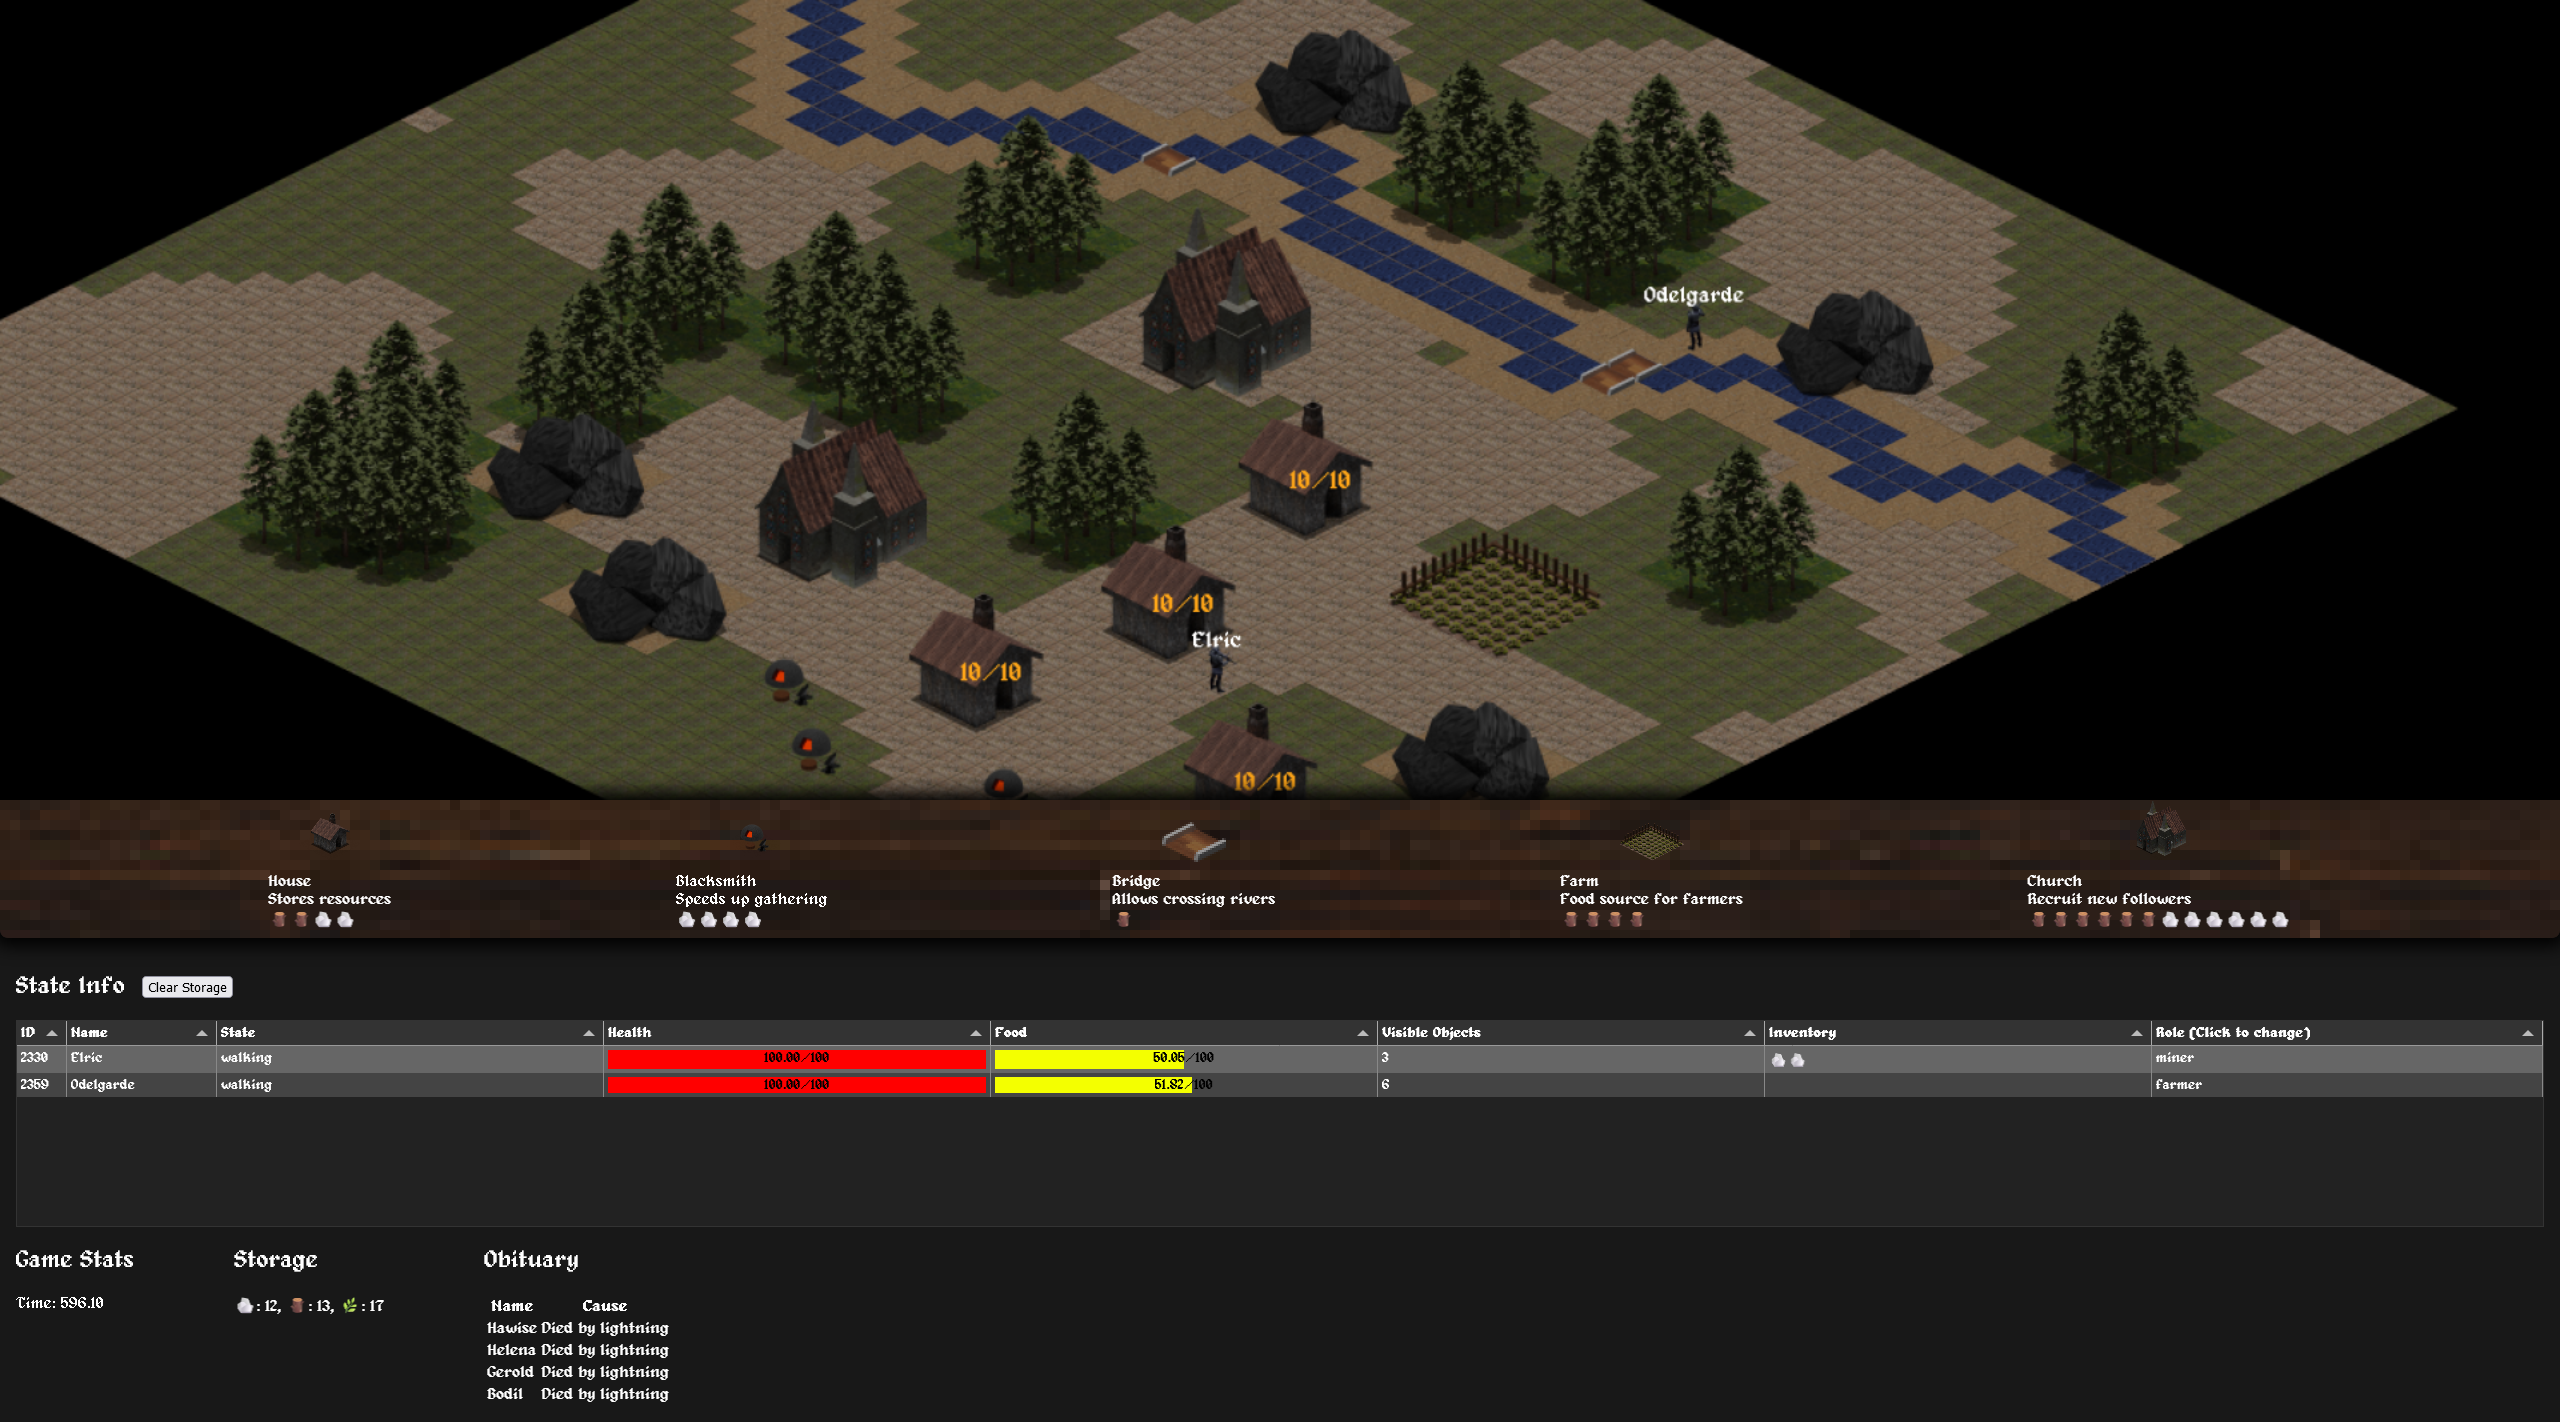 Odelgarde
10/10
10/10
Elric
10/10
10/10
House
Stores resources
Blacksmith
Speeds up gathering
Bridge
Allows crossing rivers
Farm
Food source for farmers
Church
Recruit new followers
State Info Clear Storage
ID Name State Health Food Visible Objects Inventory Role (Click to change)
2330 Elric walking 100.00/100 50.05/100 3 miner
2359 Odelgarde walking 100.00/100 51.82/100 6 farmer
Game Stats
Time: 596.10
Storage
: 12, : 13, : 17
Obituary
Name Cause
Hawise Died by lightning
Helena Died by lightning
Gerold Died by lightning
Bodil Died by lightning